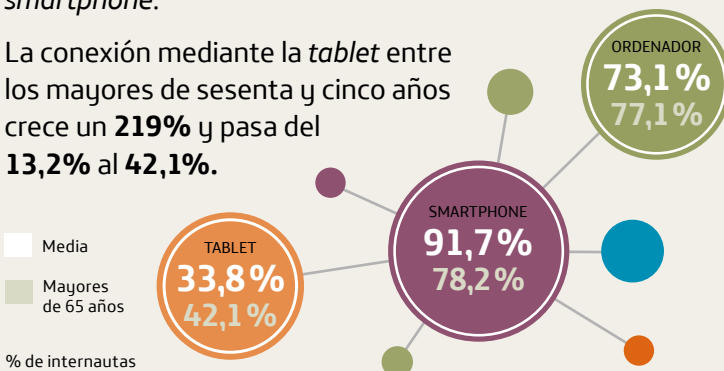 smartphone.
La conexión mediante la tablet entre
los mayores de sesenta y cinco años
crece un 219% y pasa del
13,2% al 42,1%.
ORDENADOR
73,1%
77,1%
SMARTPHONE
91,7%
78,2%
TABLET
33,8%
42,1%
Media
Mayores
de 65 años
% de internautas